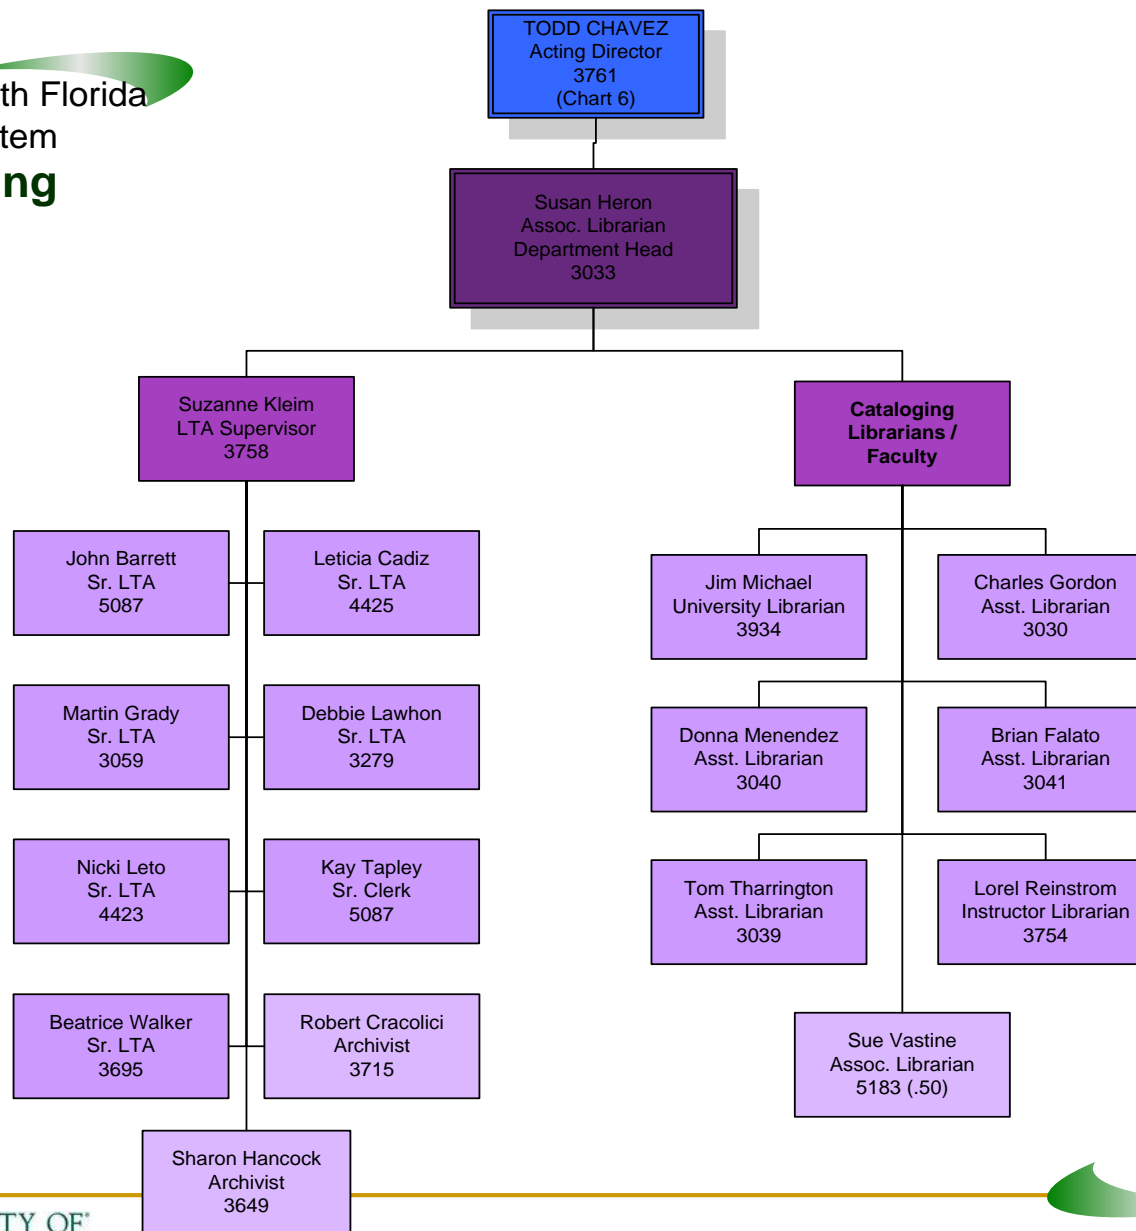 TODD CHAVEZ
Acting Director
3761
(Chart 6)
th Florida
tem
ng
Susan Heron
Assoc. Librarian
Department Head
3033
Suzanne Kleim
LTA Supervisor
3758
Cataloging
Librarians /
Faculty
John Barrett
Sr. LTA
5087
Leticia Cadiz
Sr. LTA
4425
Jim Michael
University Librarian
3934
Charles Gordon
Asst. Librarian
3030
Martin Grady
Sr. LTA
3059
Debbie Lawhon
Sr. LTA
3279
Donna Menendez
Asst. Librarian
3040
Brian Falato
Asst. Librarian
3041
Nicki Leto
Sr. LTA
4423
Kay Tapley
Sr. Clerk
5087
Tom Tharrington
Asst. Librarian
3039
Lorel Reinstrom
Instructor Librarian
3754
Beatrice Walker
Sr. LTA
3695
Robert Cracolici
Archivist
3715
Sue Vastine
Assoc. Librarian
5183 (.50)
Sharon Hancock
Archivist
3649
TY OF